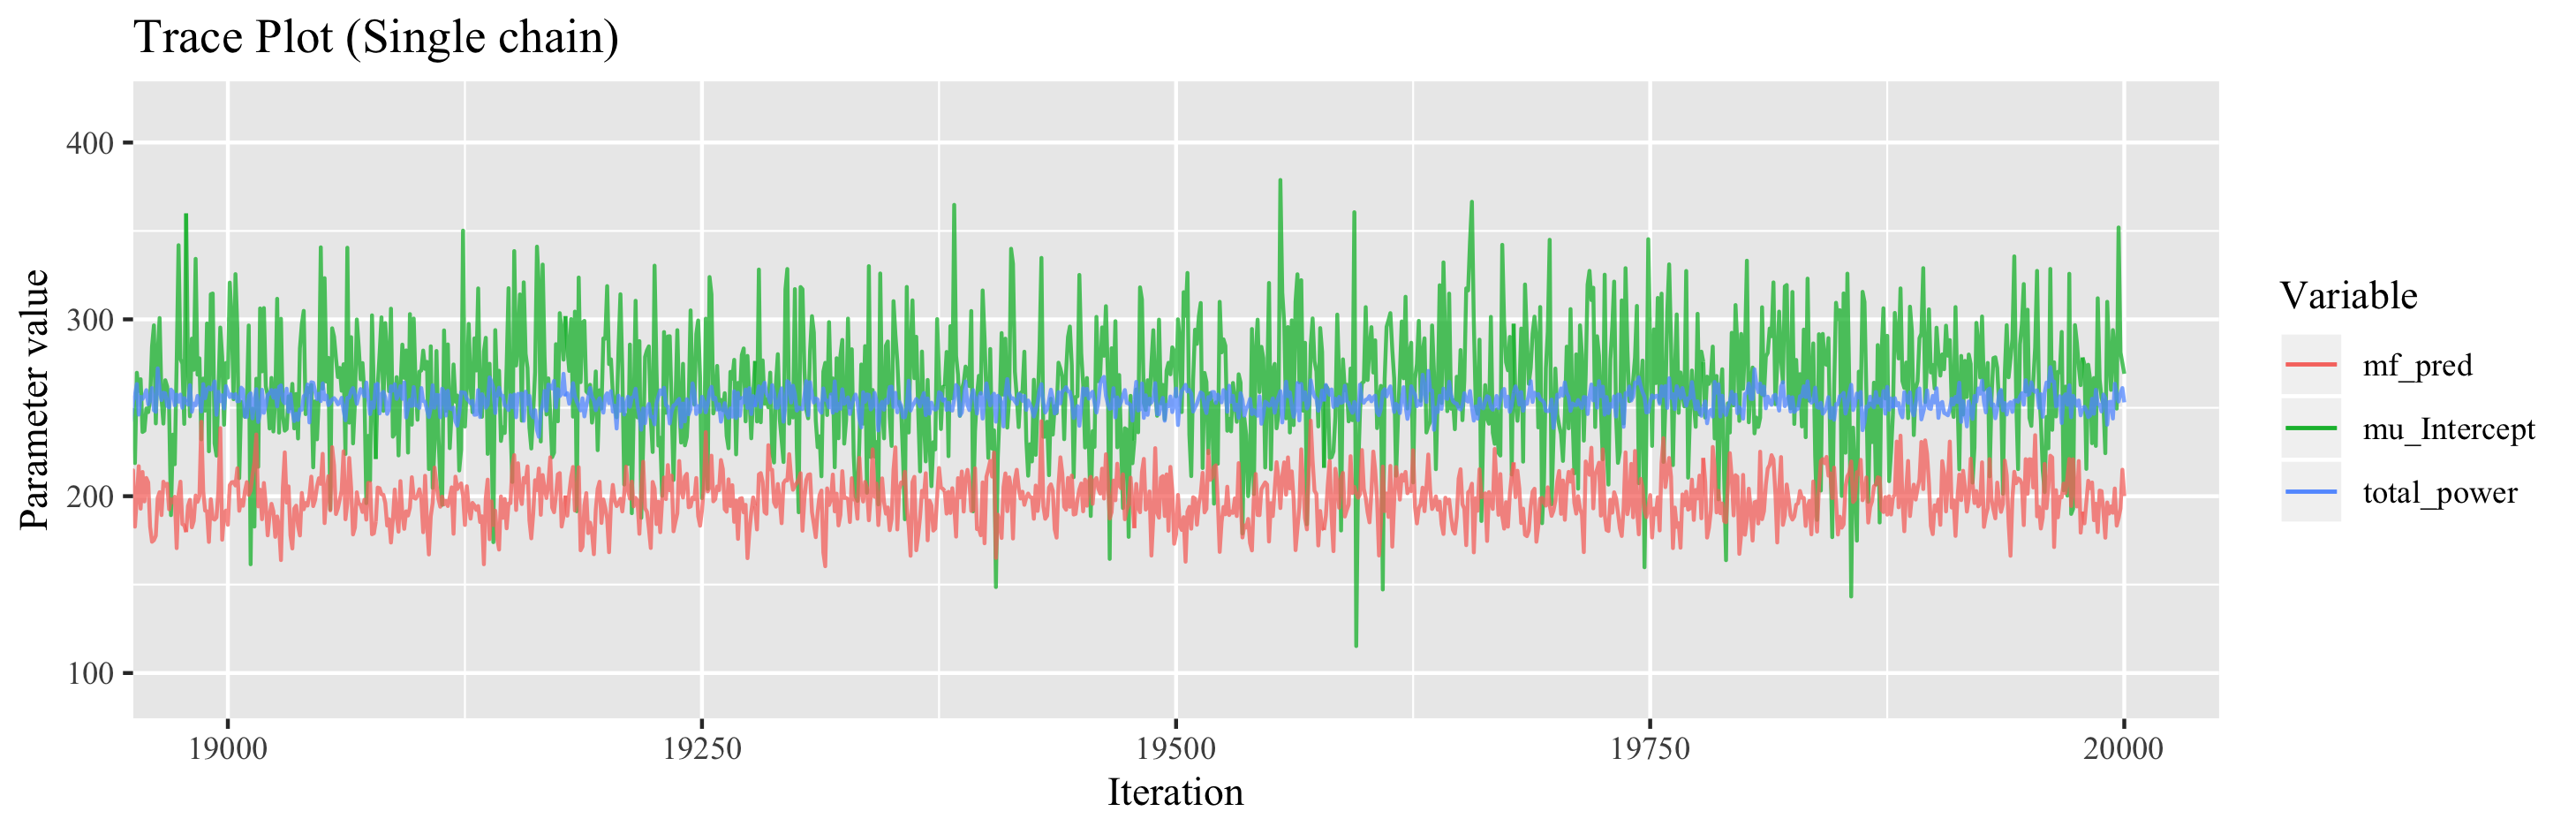 Trace Plot (Single chain)
400
300
200
100
Parameter value
19000 19250 19500 19750 20000
Iteration
Variable
mf_pred
mu_Intercept
total_power